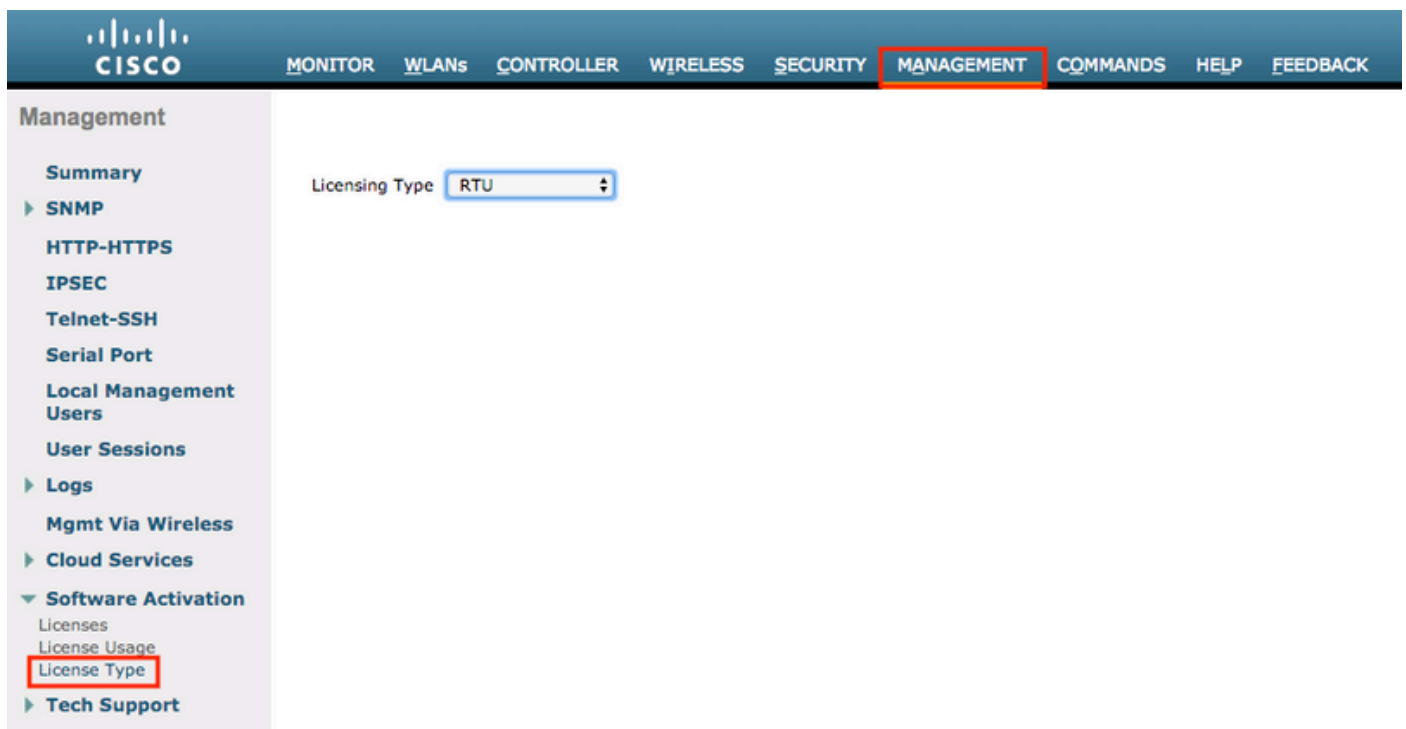 CISCO
MONITOR WLANs CONTROLLER WIRELESS SECURITY MANAGEMENT COMMANDS HELP FEEDBACK
Management
Summary
SNMP
HTTP-HTTPS
IPSEC
Telnet-SSH
Serial Port
Local Management
Users
User Sessions
Logs
Mgmt Via Wireless
Cloud Services
Software Activation
Licenses
License Usage
License Type
Tech Support
Licensing Type RTU